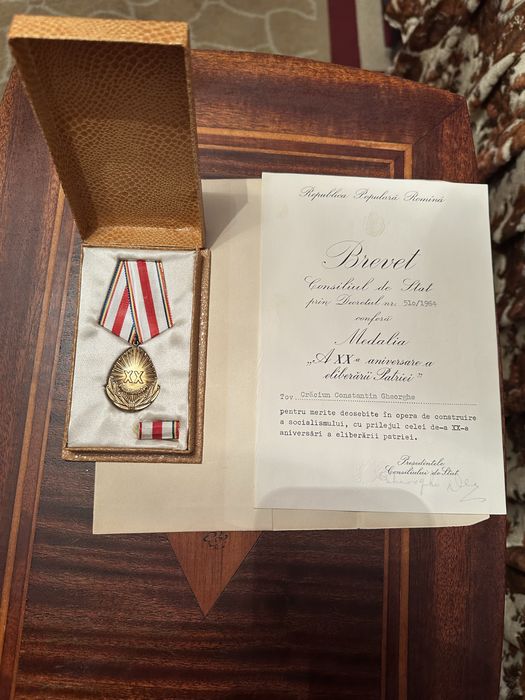 XX
Republica Populară Romînă
Brevet
Consiliul de Stat
prin Decretul nr. 510/1964
conferă
Medalia
„A XX-a aniversare a
eliberării Patriei"
Tov. Crăciun Constantin Gheorghe
pentru merite deosebite în opera de construire
a socialismului, cu prilejul celei de-a XX-a
aniversări a eliberării patriei.
Președintele
Consiliului de Stat